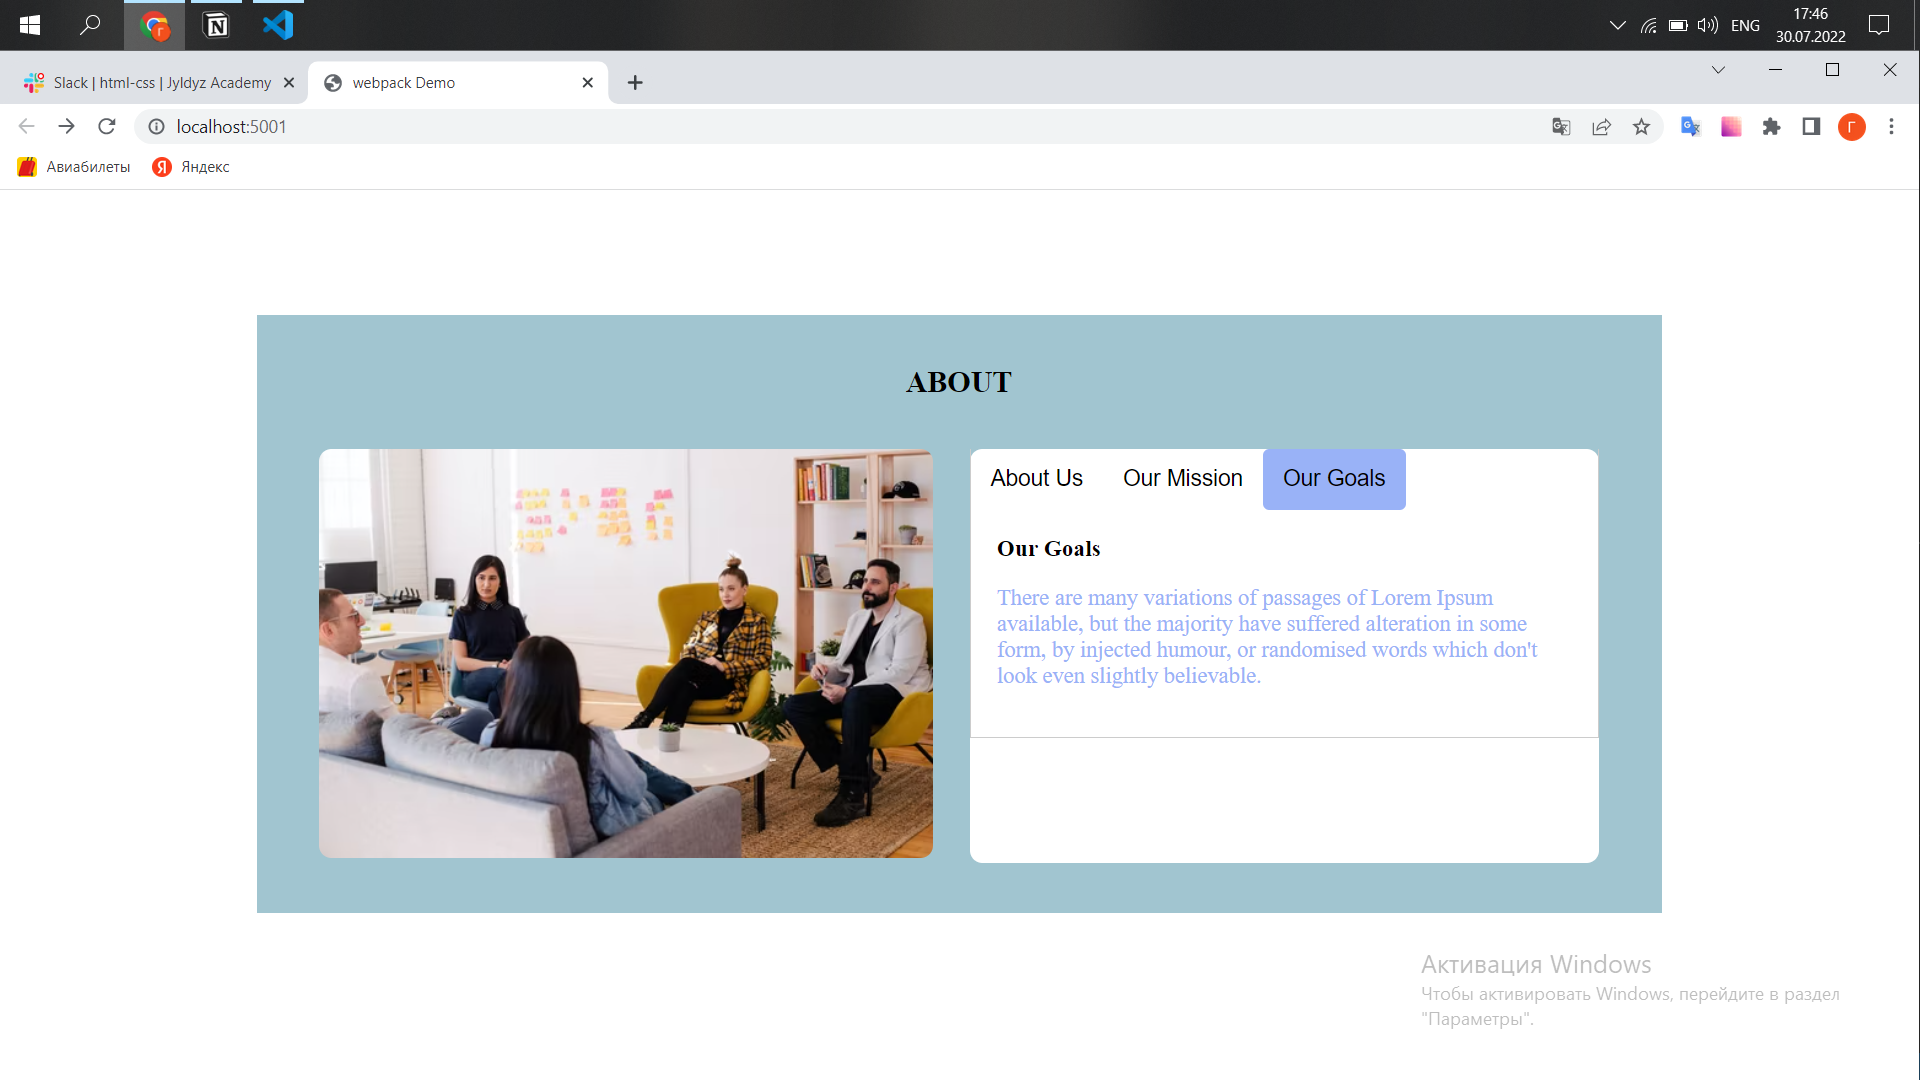 ENG
17:46
30.07.2022
Slack | html-css | Jyldyz Academy
webpack Demo
localhost:5001
Г
Авиабилеты
Я
Яндекс
ABOUT
About Us
Our Mission
Our Goals
Our Goals
There are many variations of passages of Lorem Ipsum
available, but the majority have suffered alteration in some
form, by injected humour, or randomised words which don't
look even slightly believable.
Активация Windows
Чтобы активировать Windows, перейдите в раздел
"Параметры".